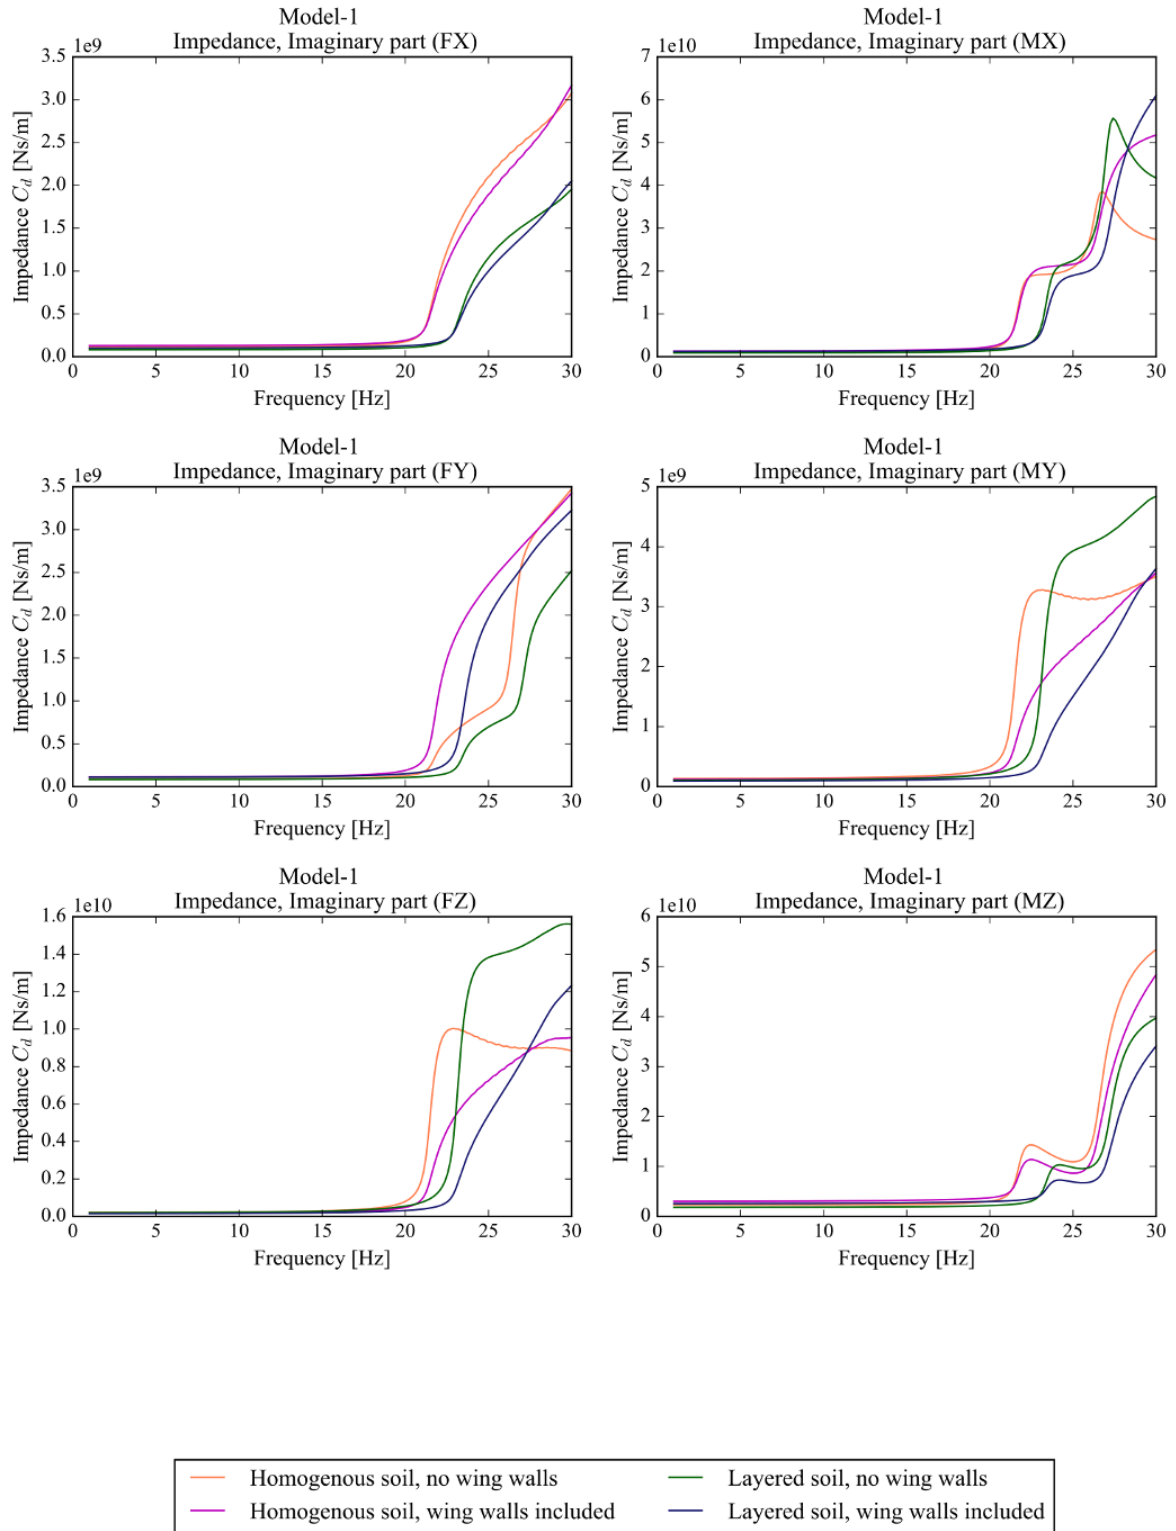 Model-1
Impedance, Imaginary part (FX)
1e9
3.5
3.0
2.5
2.0
1.5
1.0
0.5
0.0
Impedance C_d [Ns/m]
0 5 10 15 20 25 30
Frequency [Hz]
Model-1
Impedance, Imaginary part (MX)
1e10
7
6
5
4
3
2
1
0
Impedance C_d [Ns/m]
0 5 10 15 20 25 30
Frequency [Hz]
Model-1
Impedance, Imaginary part (FY)
1e9
3.5
3.0
2.5
2.0
1.5
1.0
0.5
0.0
Impedance C_d [Ns/m]
0 5 10 15 20 25 30
Frequency [Hz]
Model-1
Impedance, Imaginary part (MY)
1e9
5
4
3
2
1
0
Impedance C_d [Ns/m]
0 5 10 15 20 25 30
Frequency [Hz]
Model-1
Impedance, Imaginary part (FZ)
1e10
1.6
1.4
1.2
1.0
0.8
0.6
0.4
0.2
0.0
Impedance C_d [Ns/m]
0 5 10 15 20 25 30
Frequency [Hz]
Model-1
Impedance, Imaginary part (MZ)
1e10
6
5
4
3
2
1
0
Impedance C_d [Ns/m]
0 5 10 15 20 25 30
Frequency [Hz]
Homogenous soil, no wing walls
Homogenous soil, wing walls included
Layered soil, no wing walls
Layered soil, wing walls included